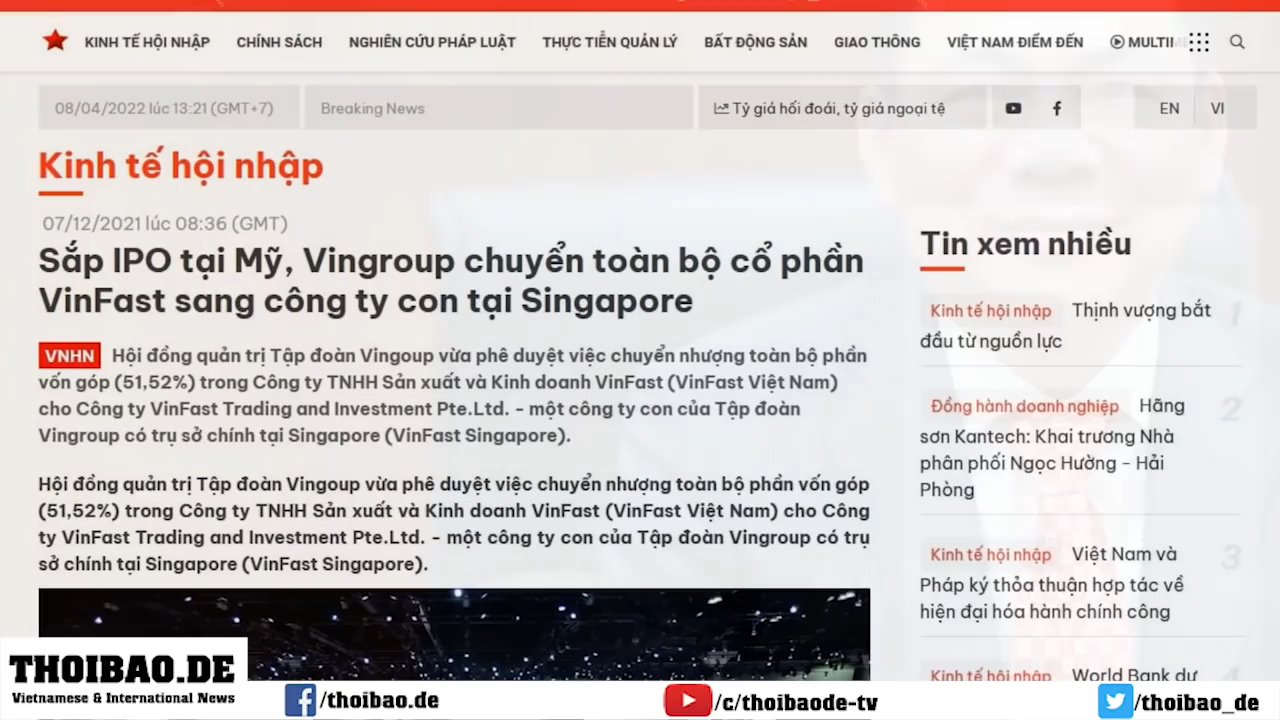 KINH TẾ HỘI NHẬP CHÍNH SÁCH NGHIÊN CỨU PHÁP LUẬT THỰC TIỄN QUẢN LÝ BẤT ĐỘNG SẢN GIAO THÔNG VIỆT NAM ĐIỂM ĐẾN
08/04/2022 lúc 13:21 (GMT+7) Breaking News Tỷ giá hối đoái, tỷ giá ngoại tệ EN VI
Kinh tế hội nhập
07/12/2021 lúc 08:36 (GMT)
Sắp IPO tại Mỹ, Vingroup chuyển toàn bộ cổ phần
VinFast sang công ty con tại Singapore
VNHN Hội đồng quản trị Tập đoàn Vingoup vừa phê duyệt việc chuyển nhượng toàn bộ phần
vốn góp (51,52%) trong Công ty TNHH Sản xuất và Kinh doanh VinFast (VinFast Việt Nam)
cho Công ty VinFast Trading and Investment Pte.Ltd. - một công ty con của Tập đoàn
Vingroup có trụ sở chính tại Singapore (VinFast Singapore).
Hội đồng quản trị Tập đoàn Vingoup vừa phê duyệt việc chuyển nhượng toàn bộ phần vốn góp
(51,52%) trong Công ty TNHH Sản xuất và Kinh doanh VinFast (VinFast Việt Nam) cho Công
ty VinFast Trading and Investment Pte.Ltd. - một công ty con của Tập đoàn Vingroup có trụ
sở chính tại Singapore (VinFast Singapore).
Tin xem nhiều
Kinh tế hội nhập Thịnh vượng bắt 1
đầu từ nguồn lực
Đồng hành doanh nghiệp Hãng 2
sơn Kantech: Khai trương Nhà
phân phối Ngọc Hường - Hải
Phòng
Kinh tế hội nhập Việt Nam và 3
Pháp ký thỏa thuận hợp tác về
hiện đại hóa hành chính công
Kinh tế hội nhập World Bank dự 4
THOIBAO.DE
Vietnamese & International News
/thoibao.de
/c/thoibaode-tv
/thoibao_de